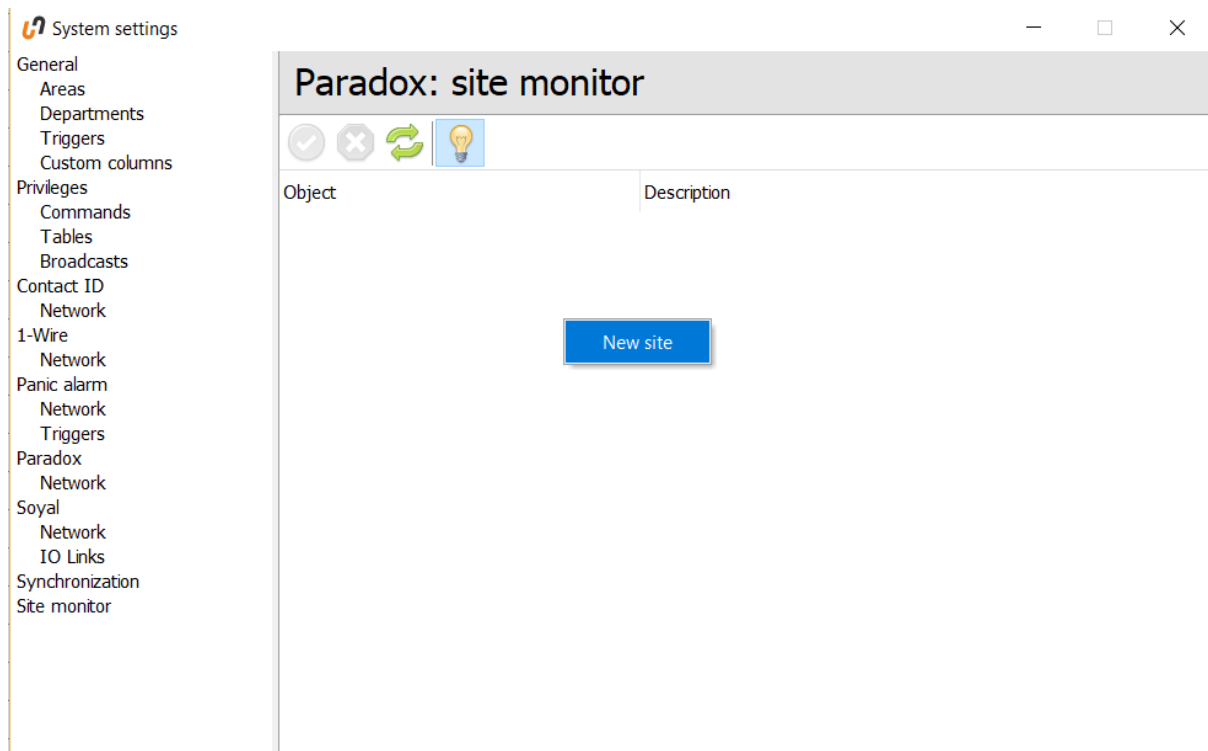 System settings
General
Areas
Departments
Triggers
Custom columns
Privileges
Commands
Tables
Broadcasts
Contact ID
Network
1-Wire
Network
Panic alarm
Network
Triggers
Paradox
Network
Soyal
Network
IO Links
Synchronization
Site monitor
Paradox: site monitor
Object Description
New site